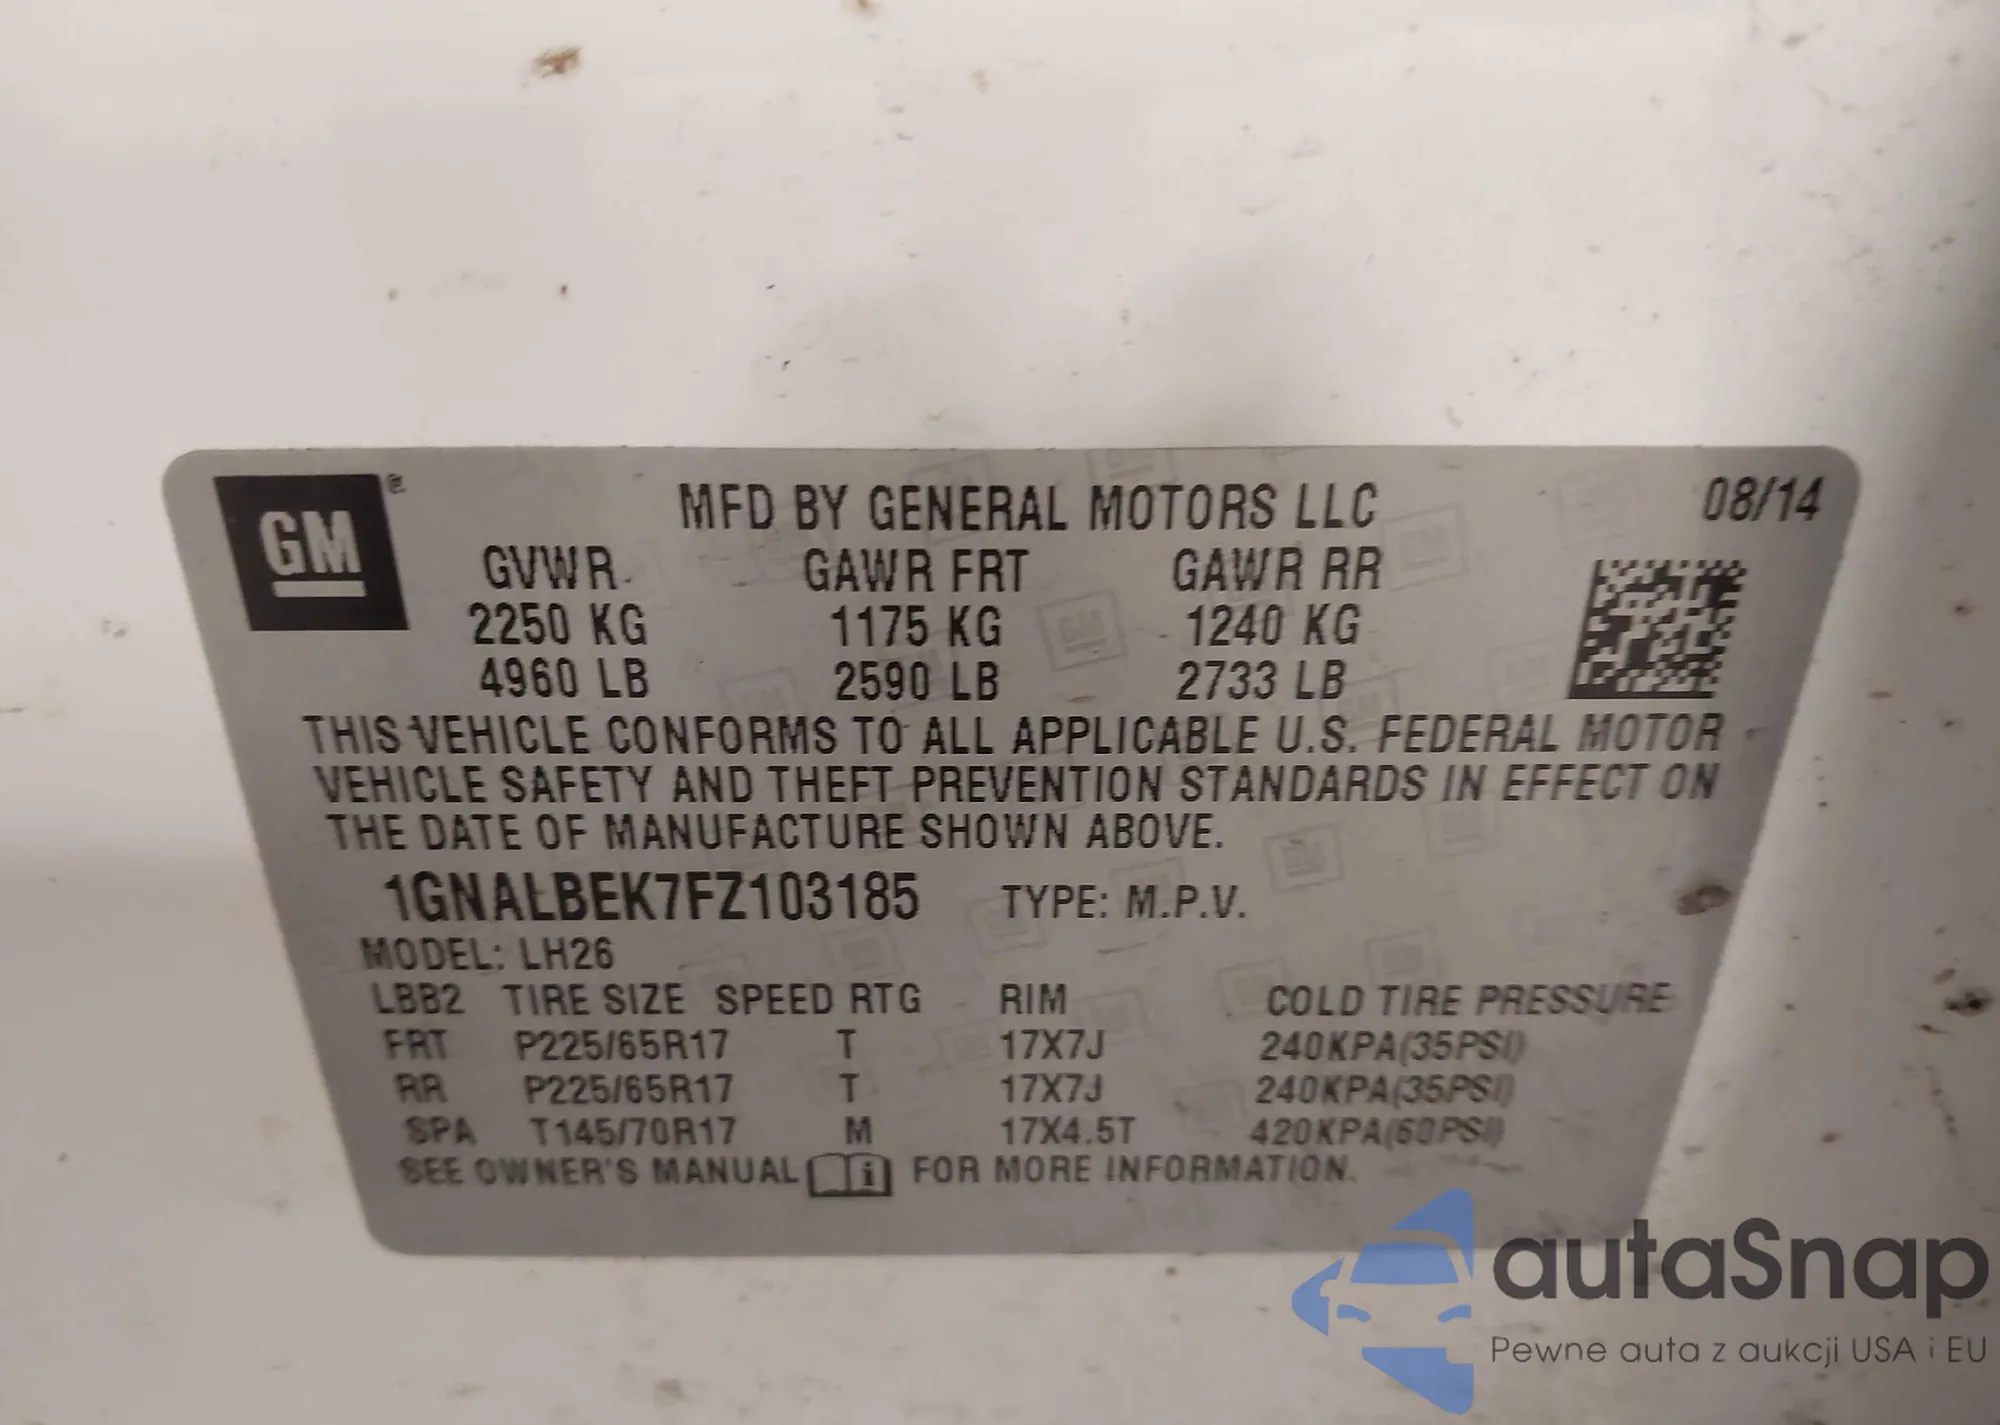 GM
MFD BY GENERAL MOTORS LLC 08/14
GVWR GAWR FRT GAWR RR
2250 KG 1175 KG 1240 KG
4960 LB 2590 LB 2733 LB
THIS VEHICLE CONFORMS TO ALL APPLICABLE U.S. FEDERAL MOTOR
VEHICLE SAFETY AND THEFT PREVENTION STANDARDS IN EFFECT ON
THE DATE OF MANUFACTURE SHOWN ABOVE.
1GNALBEK7FZ103185 TYPE: M.P.V.
MODEL: LH26
LBB2 TIRE SIZE SPEED RTG RIM COLD TIRE PRESSURE
FRT P225/65R17 T 17X7J 240KPA(35PSI)
RR P225/65R17 T 17X7J 240KPA(35PSI)
SPA T145/70R17 M 17X4.5T 420KPA(60PSI)
SEE OWNER'S MANUAL i FOR MORE INFORMATION.
autaSnap
Pewne auta z aukcji USA i EU